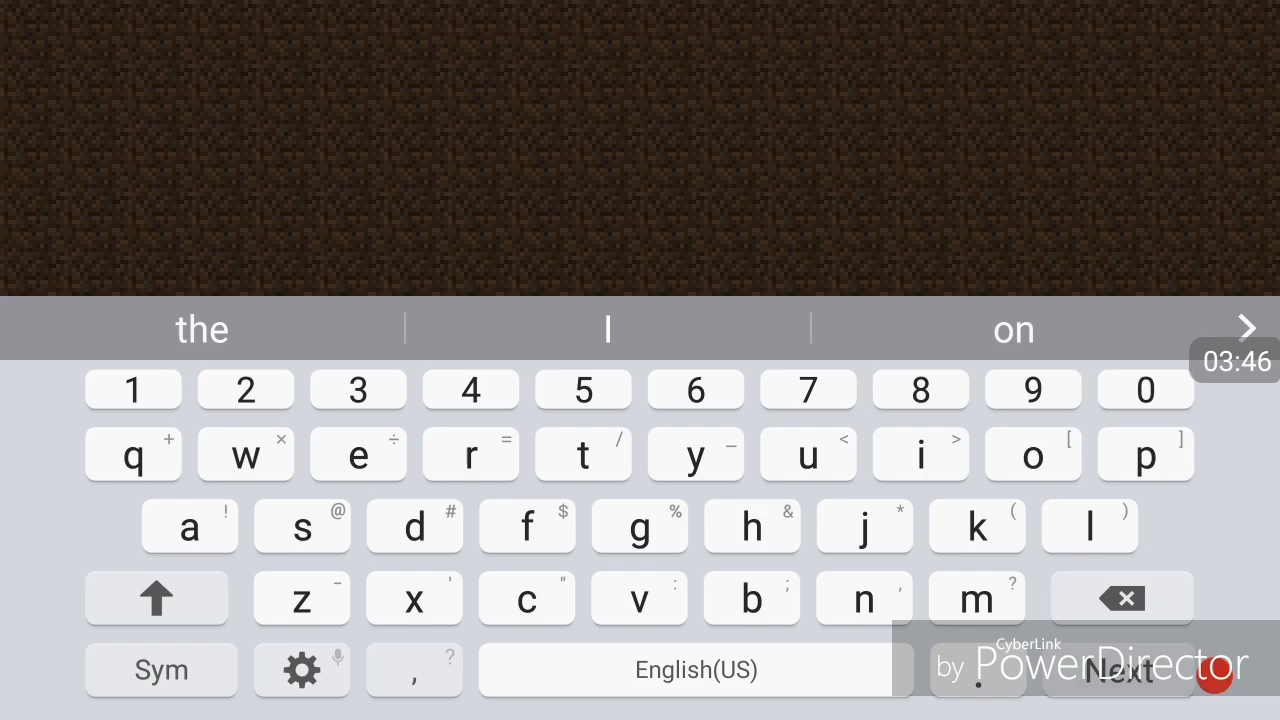 the I on
03:46
1 2 3 4 5 6 7 8 9 0
q + w × e ÷ r = t / y _ u < i > o [ p ]
a ! s @ d # f $ g % h & j * k ( l )
z - x ' c " v : b ; n , m ?
Sym , ? English(US) . Next
CyberLink
by PowerDirector